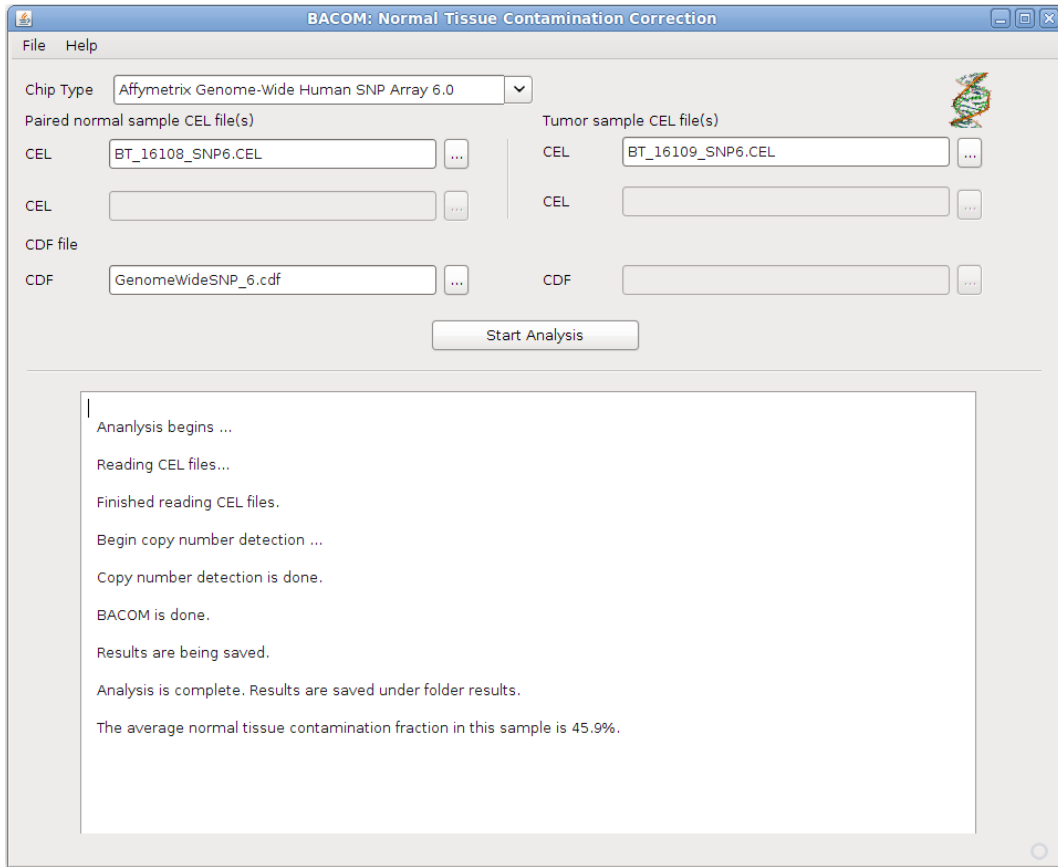 BACOM: Normal Tissue Contamination Correction
File Help
Chip Type Affymetrix Genome-Wide Human SNP Array 6.0
Paired normal sample CEL file(s) Tumor sample CEL file(s)
CEL BT_16108_SNP6.CEL ... CEL BT_16109_SNP6.CEL ...
CEL ... CEL ...
CDF file
CDF GenomeWideSNP_6.cdf ... CDF ...
Start Analysis
Ananlysis begins ...
Reading CEL files...
Finished reading CEL files.
Begin copy number detection ...
Copy number detection is done.
BACOM is done.
Results are being saved.
Analysis is complete. Results are saved under folder results.
The average normal tissue contamination fraction in this sample is 45.9%.